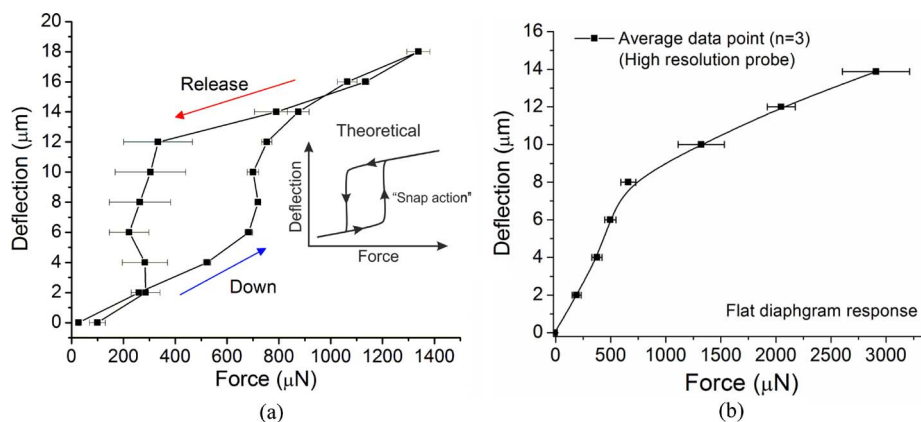 (a)
Deflection (μm)
20
18
16
14
12
10
8
6
4
2
0
Release
Down
Theoretical
Deflection
"Snap action"
Force
0
200
400
600
800
1000
1200
1400
Force (μN)
(a)
Deflection (μm)
16
14
12
10
8
6
4
2
0
Average data point (n=3)
(High resolution probe)
Flat diaphgram response
0
500
1000
1500
2000
2500
3000
Force (μN)
(b)